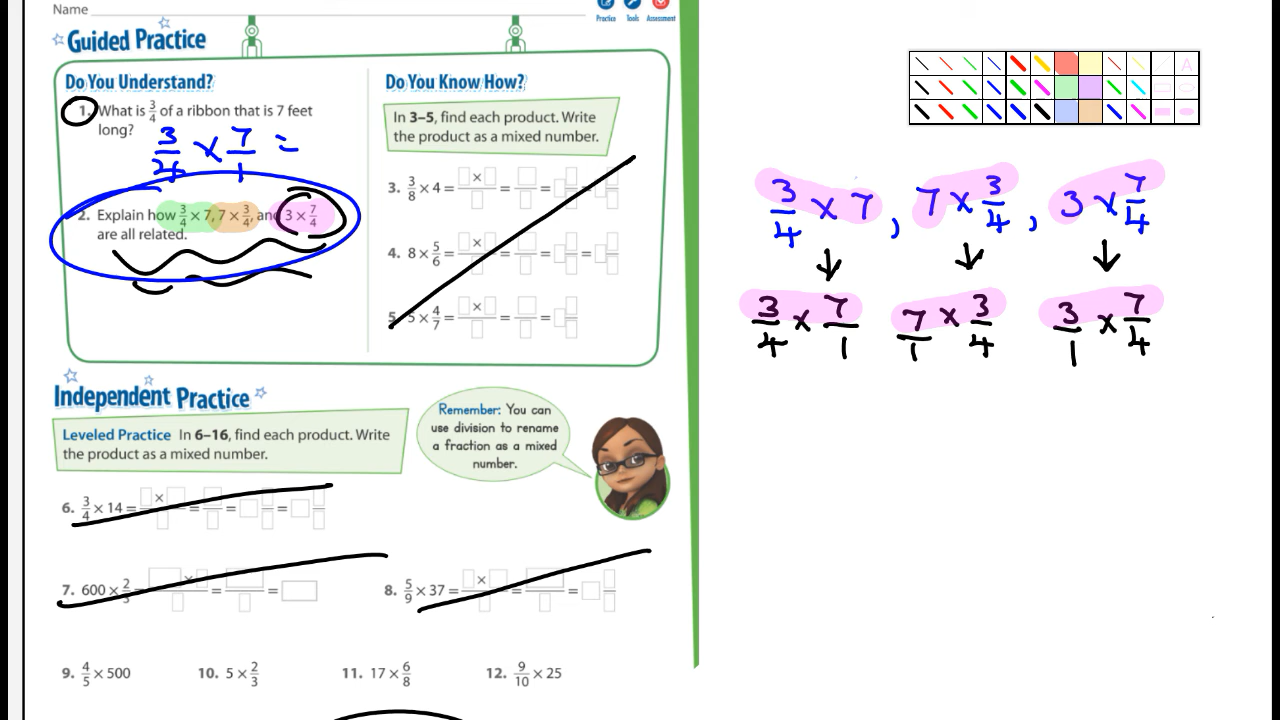 Name
Practice Tools Assessment
Guided Practice
Do You Understand?
1. What is 3/4 of a ribbon that is 7 feet
long?
3/4 × 7/1 =
2. Explain how 3/4 × 7, 7 × 3/4, and 3 × 7/4
are all related.
Do You Know How?
In 3–5, find each product. Write
the product as a mixed number.
3. 3/8 × 4 = □×□/□ = □/□ = □ □/□ = □ □/□
4. 8 × 5/6 = □×□/□ = □/□ = □ □/□ = □ □/□
5. 5 × 4/7 = □×□/□ = □/□ = □ □/□
Independent Practice
Leveled Practice In 6–16, find each product. Write
the product as a mixed number.
Remember: You can
use division to rename
a fraction as a mixed
number.
6. 3/4 × 14 = □×□/□ = □/□ = □ □/□ = □ □/□
7. 600 × 2/3 = □×□/□ = □/□ = □
8. 5/9 × 37 = □×□/□ = □/□ = □ □/□
9. 4/5 × 500
10. 5 × 2/3
11. 17 × 6/8
12. 9/10 × 25
A
3/4 × 7, 7 × 3/4, 3 × 7/4
↓ ↓ ↓
3/4 × 7/1 7/1 × 3/4 3/1 × 7/4